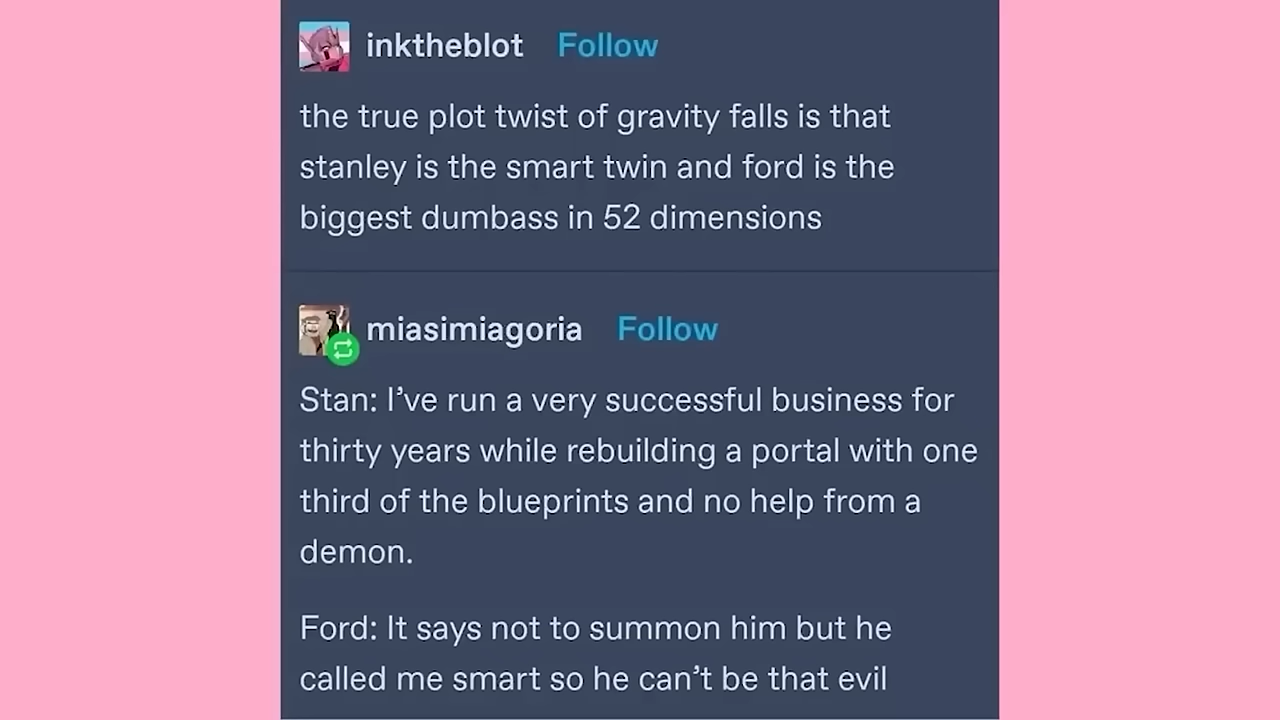 inktheblot Follow
the true plot twist of gravity falls is that
stanley is the smart twin and ford is the
biggest dumbass in 52 dimensions
miasimiagoria Follow
Stan: I’ve run a very successful business for
thirty years while rebuilding a portal with one
third of the blueprints and no help from a
demon.
Ford: It says not to summon him but he
called me smart so he can’t be that evil